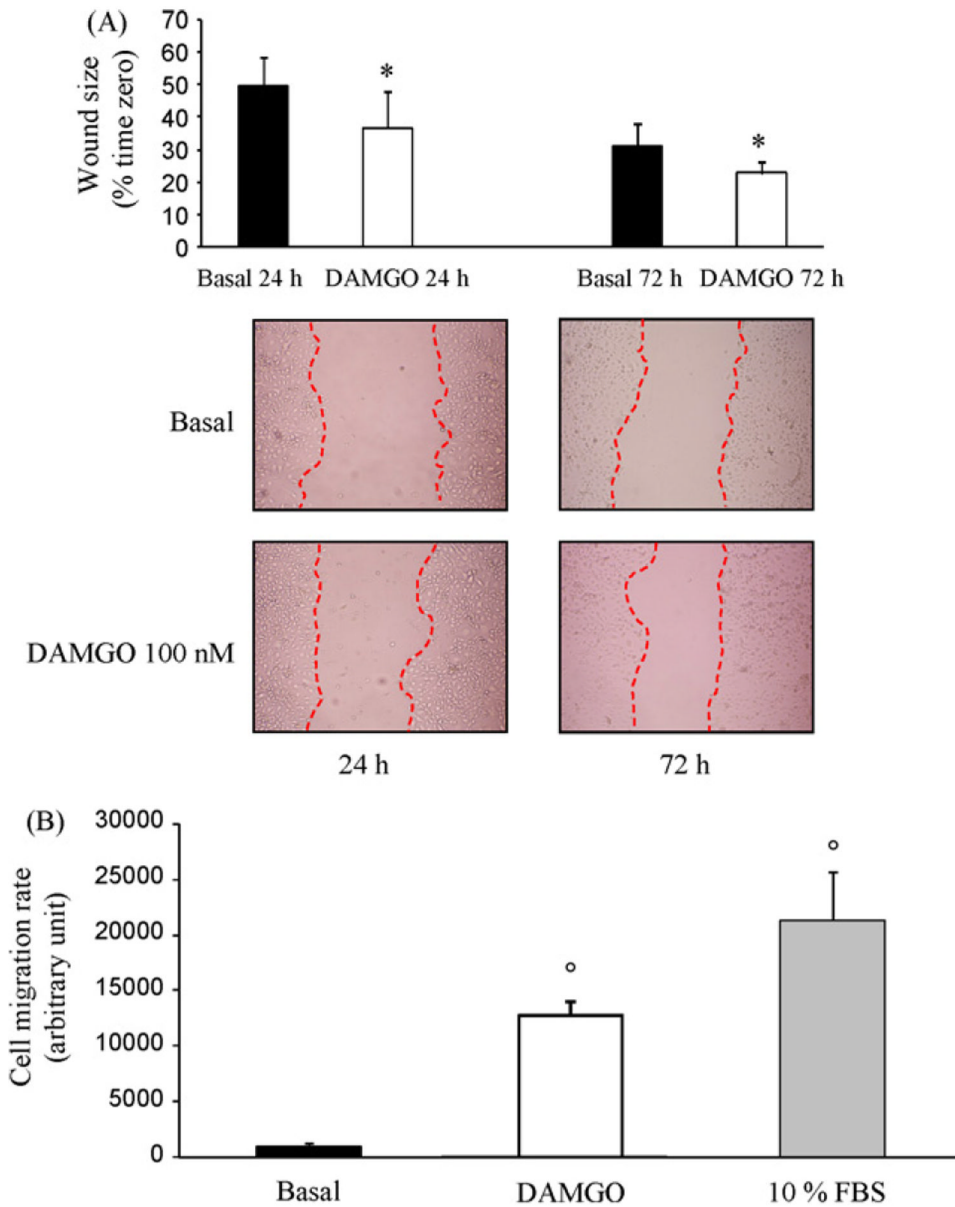 (A)
Wound size
(% time zero)
70
60
50
40
30
20
10
0
*
*
Basal 24 h
DAMGO 24 h
Basal 72 h
DAMGO 72 h
Basal
DAMGO 100 nM
24 h
72 h
(B)
Cell migration rate
(arbitrary unit)
30000
25000
20000
15000
10000
5000
0
Basal
DAMGO
10 % FBS